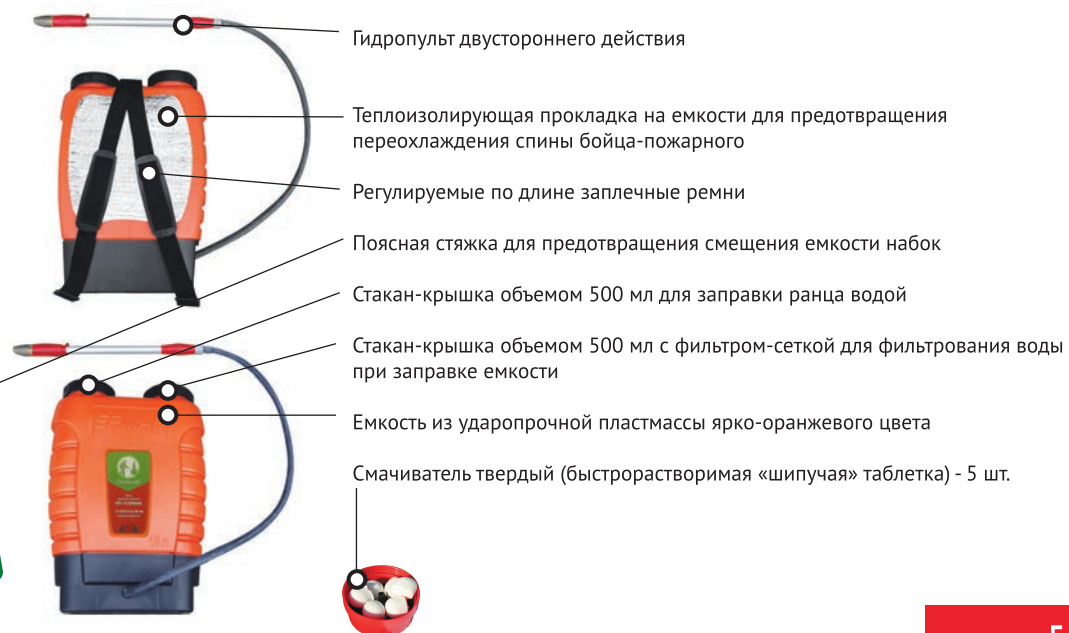 Гидропульт двустороннего действия
Теплоизолирующая прокладка на емкости для предотвращения
переохлаждения спины бойца-пожарного
Регулируемые по длине заплечные ремни
Поясная стяжка для предотвращения смещения емкости набок
Стакан-крышка объемом 500 мл для заправки ранца водой
Стакан-крышка объемом 500 мл с фильтром-сеткой для фильтрования воды
при заправке емкости
Емкость из ударопрочной пластмассы ярко-оранжевого цвета
Смачиватель твердый (быстрорастворимая «шипучая» таблетка) - 5 шт.